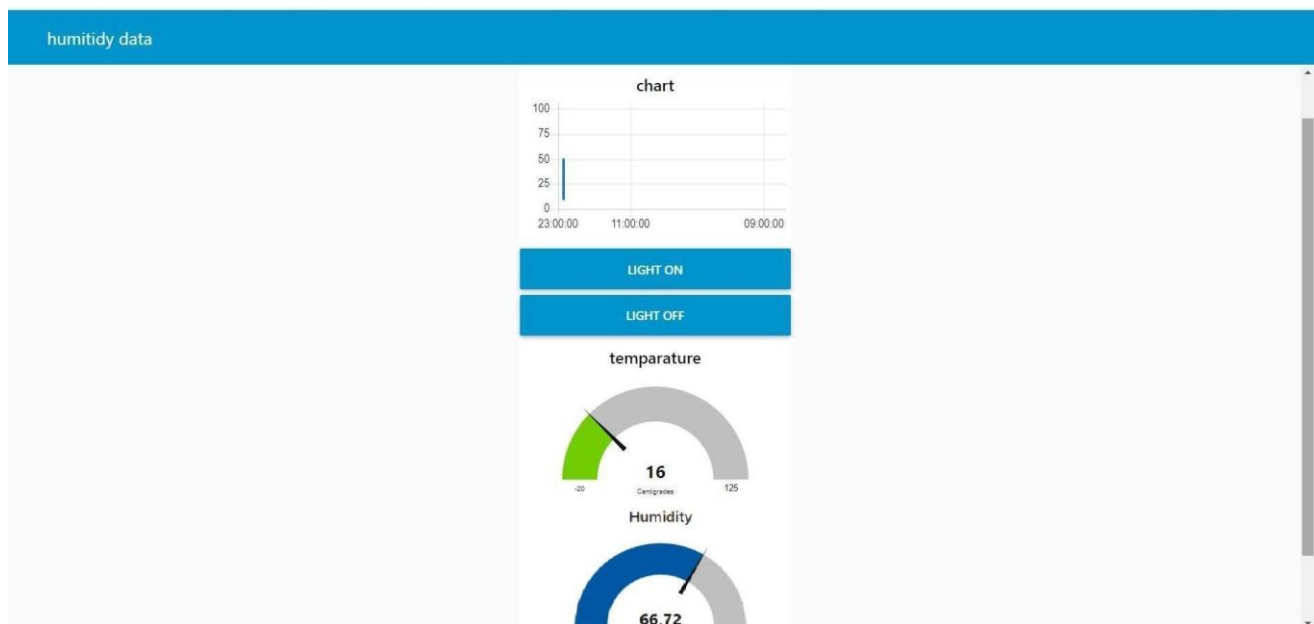 humitidy data
chart
100
75
50
25
0
23:00:00 11:00:00 09:00:00
LIGHT ON
LIGHT OFF
temparature
16
-20 Centigrades 125
Humidity
66.72